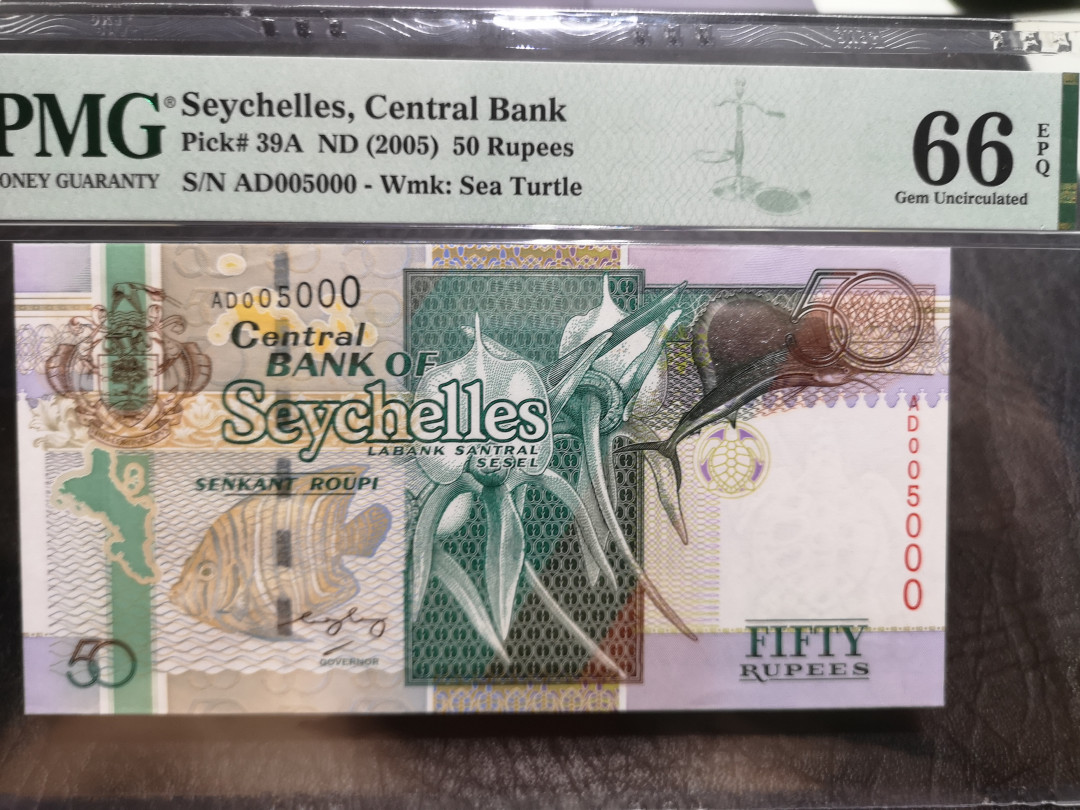 PMG® Seychelles, Central Bank
Pick# 39A ND (2005) 50 Rupees
ONEY GUARANTY S/N AD005000 - Wmk: Sea Turtle
66 EPQ
Gem Uncirculated
AD005000
50
Central
BANK OF
Seychelles
LABANK SANTRAL
SESEL
SENKANT ROUPI
AD005000
GOVERNOR
50
FIFTY
RUPEES